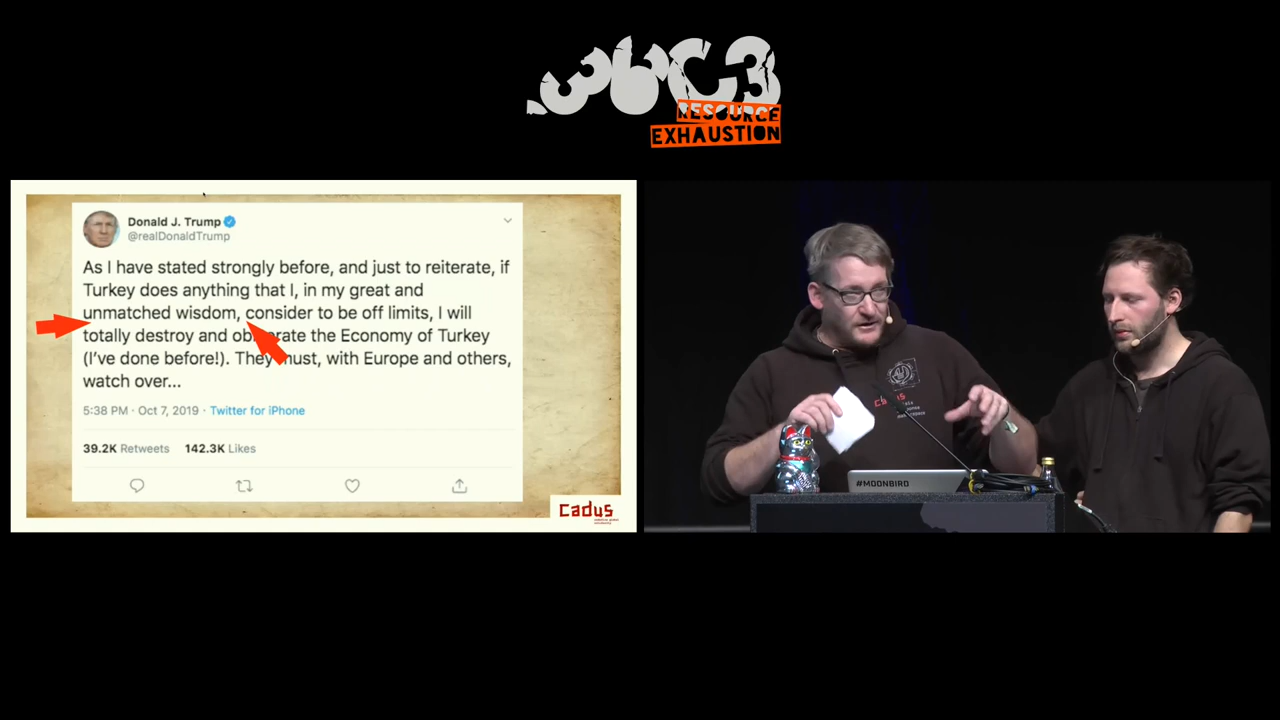 36C3
RESOURCE
EXHAUSTION
Donald J. Trump
@realDonaldTrump
As I have stated strongly before, and just to reiterate, if
Turkey does anything that I, in my great and
unmatched wisdom, consider to be off limits, I will
totally destroy and ob rate the Economy of Turkey
(I've done before!). They must, with Europe and others,
watch over...
5:38 PM · Oct 7, 2019 · Twitter for iPhone
39.2K Retweets 142.3K Likes
cadus
#MOONBIRD